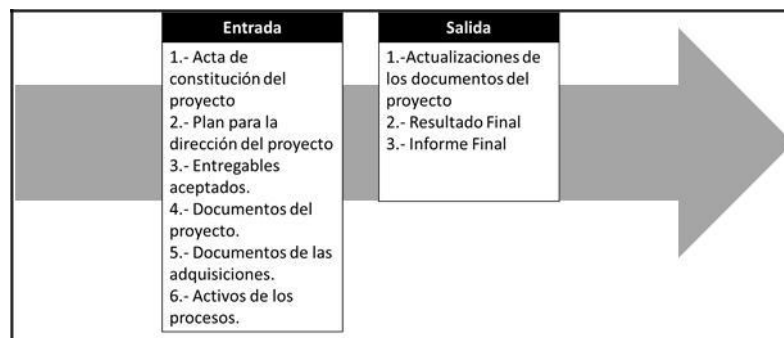 Entrada
1.- Acta de
constitución del
proyecto
2.- Plan para la
dirección del proyecto
3.- Entregables
aceptados.
4.- Documentos del
proyecto.
5.- Documentos de las
adquisiciones.
6.- Activos de los
procesos.
Salida
1.-Actualizaciones de
los documentos del
proyecto
2.- Resultado Final
3.- Informe Final